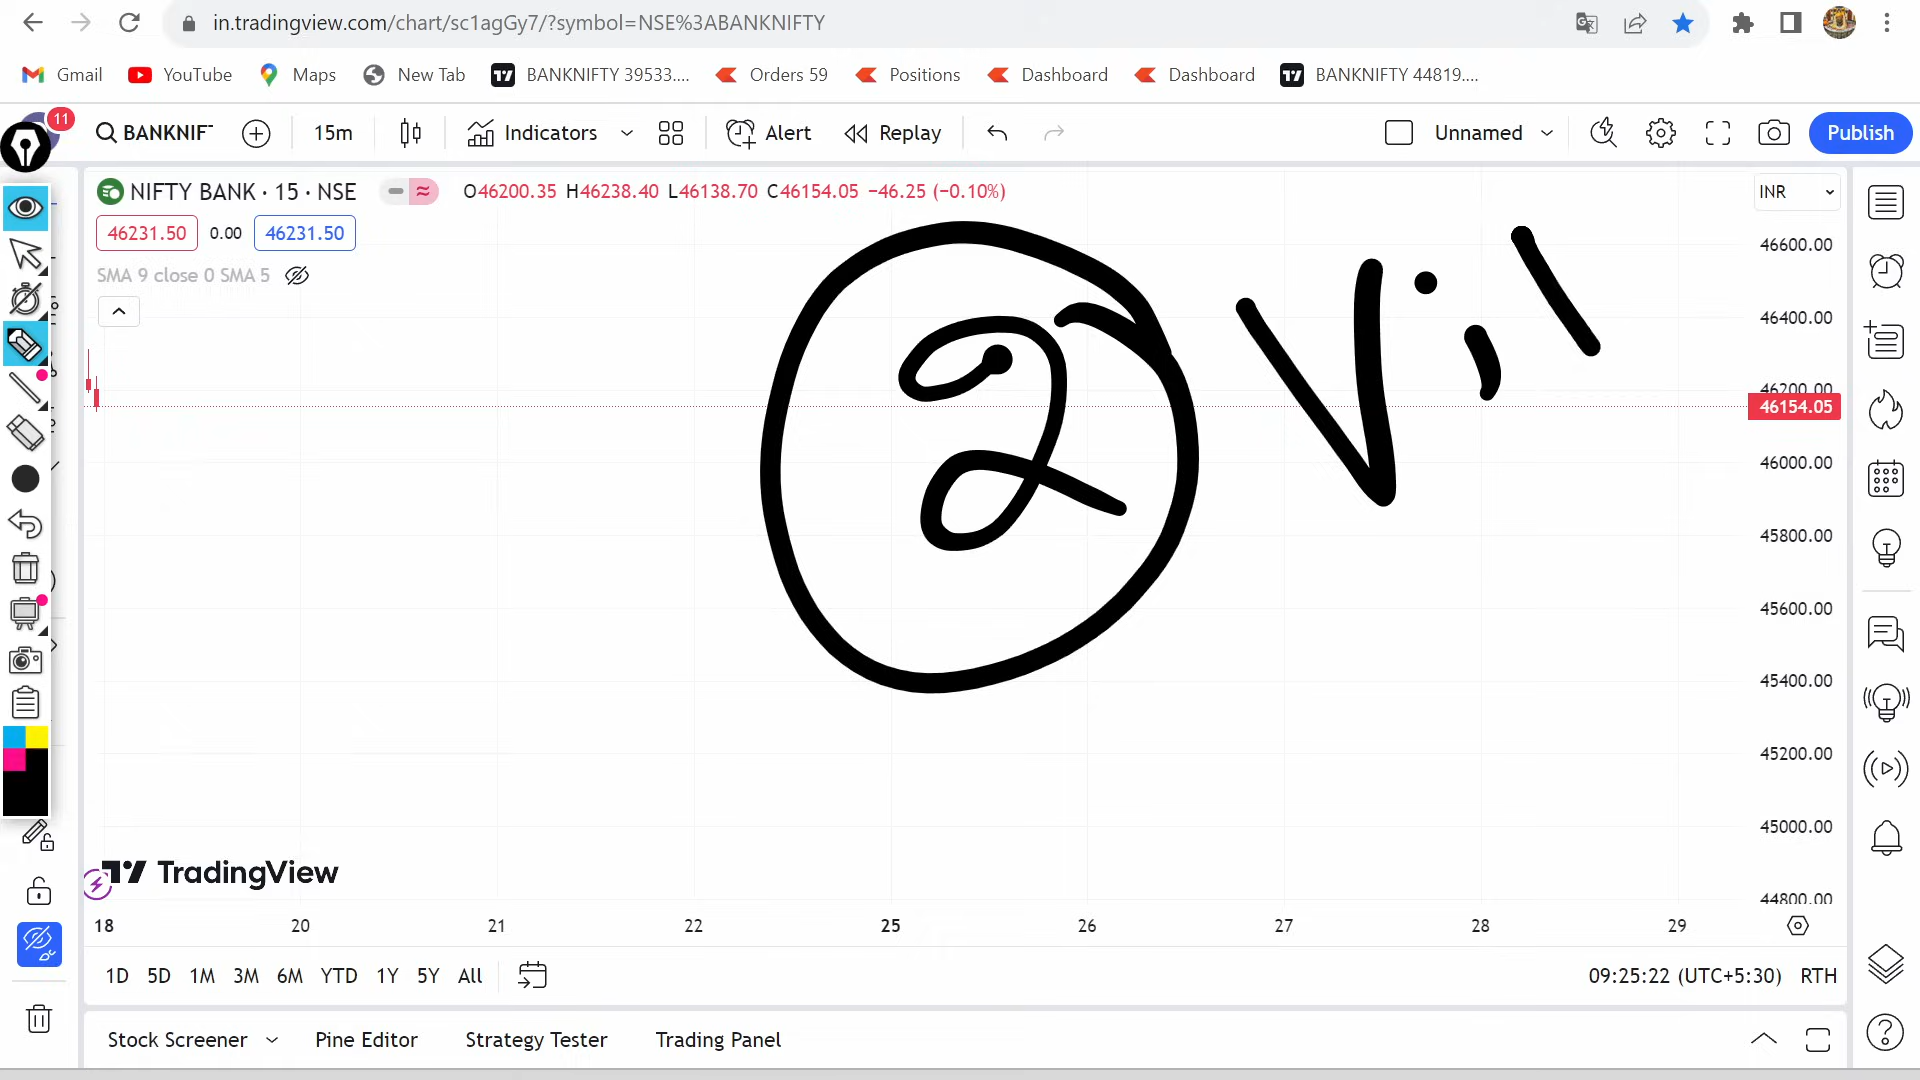 in.tradingview.com/chart/sc1agGy7/?symbol=NSE%3ABANKNIFTY
Gmail YouTube Maps New Tab BANKNIFTY 39533.... Orders 59 Positions Dashboard Dashboard BANKNIFTY 44819....
11 BANKNIF 15m Indicators Alert Replay Unnamed Publish
NIFTY BANK · 15 · NSE O46200.35 H46238.40 L46138.70 C46154.05 −46.25 (−0.10%) INR
46231.50 0.00 46231.50
SMA 9 close 0 SMA 5
2
46600.00
46400.00
46200.00
46154.05
46000.00
45800.00
45600.00
45400.00
45200.00
45000.00
44800.00
TradingView
18 20 21 22 25 26 27 28 29
1D 5D 1M 3M 6M YTD 1Y 5Y All 09:25:22 (UTC+5:30) RTH
Stock Screener Pine Editor Strategy Tester Trading Panel